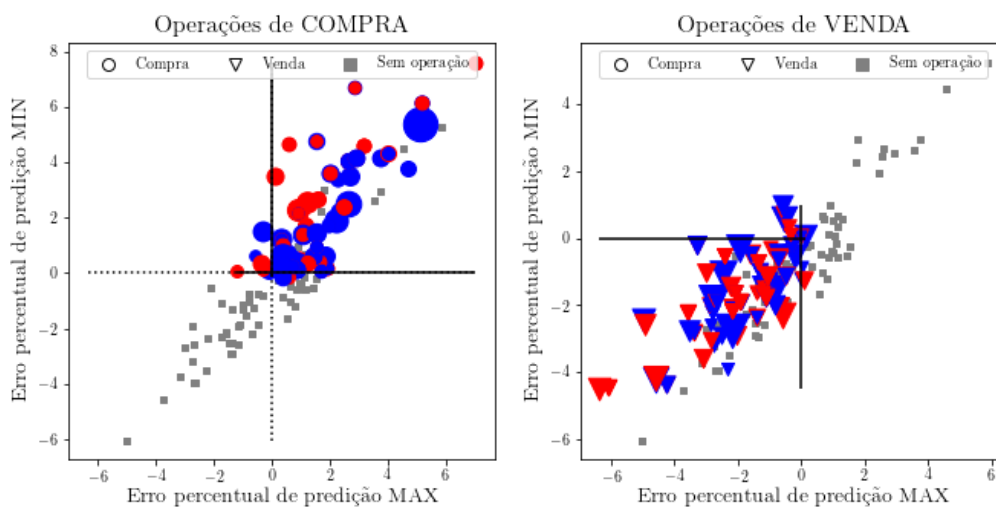 Operações de COMPRA
Compra
Venda
Sem operação
8
6
4
2
0
−2
−4
−6
Erro percentual de predição MIN
−6
−4
−2
0
2
4
6
Erro percentual de predição MAX
Operações de VENDA
Compra
Venda
Sem operação
4
2
0
−2
−4
−6
Erro percentual de predição MIN
−6
−4
−2
0
2
4
6
Erro percentual de predição MAX